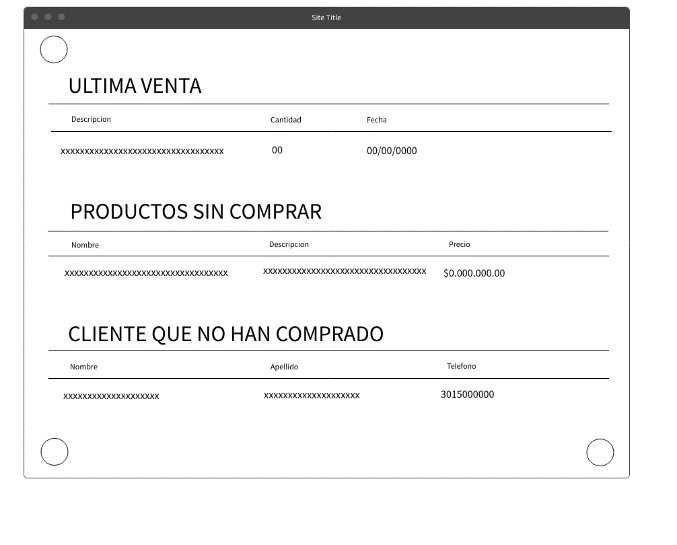 Site Title
ULTIMA VENTA
Descripcion Cantidad Fecha
xxxxxxxxxxxxxxxxxxxxxxxxxxxxxxxxxx 00 00/00/0000
PRODUCTOS SIN COMPRAR
Nombre Descripcion Precio
xxxxxxxxxxxxxxxxxxxxxxxxxxxxxxxxxx xxxxxxxxxxxxxxxxxxxxxxxxxxxxxxxxxx $0.000.000.00
CLIENTE QUE NO HAN COMPRADO
Nombre Apellido Telefono
xxxxxxxxxxxxxxxxxxxx xxxxxxxxxxxxxxxxxxxx 3015000000